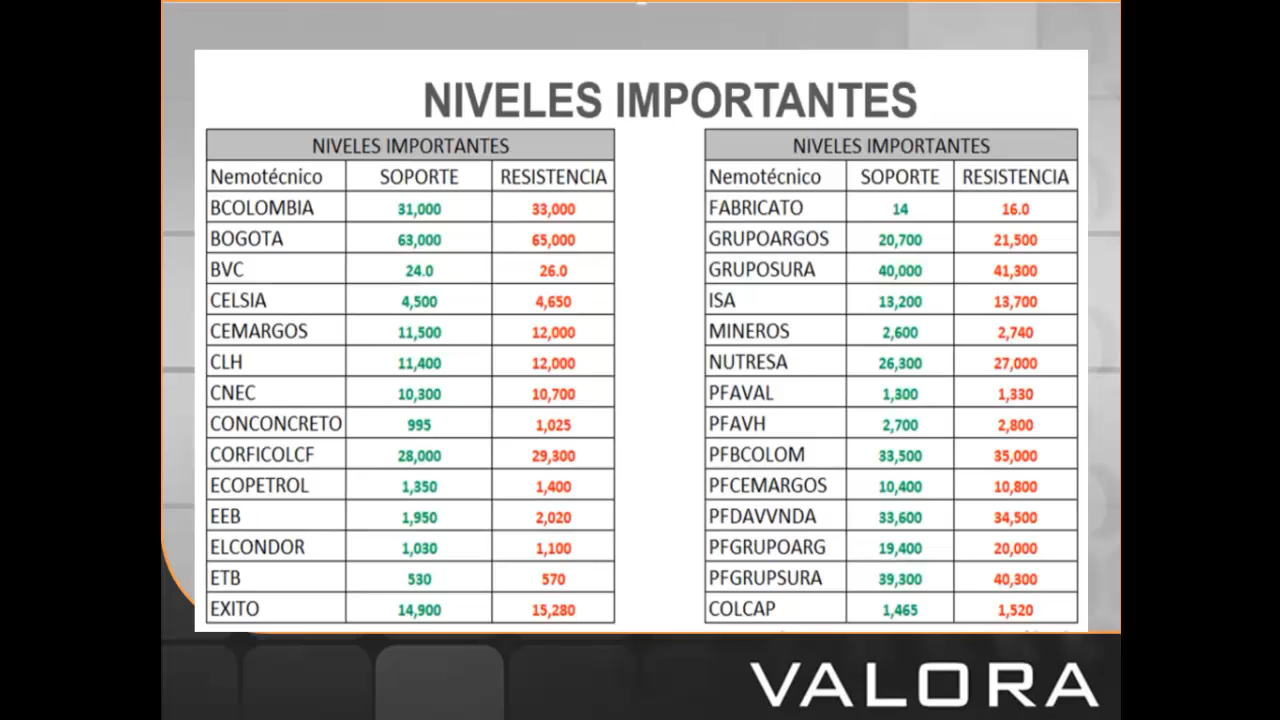 NIVELES IMPORTANTES
NIVELES IMPORTANTES
Nemotécnico SOPORTE RESISTENCIA
BCOLOMBIA 31,000 33,000
BOGOTA 63,000 65,000
BVC 24.0 26.0
CELSIA 4,500 4,650
CEMARGOS 11,500 12,000
CLH 11,400 12,000
CNEC 10,300 10,700
CONCONCRETO 995 1,025
CORFICOLCF 28,000 29,300
ECOPETROL 1,350 1,400
EEB 1,950 2,020
ELCONDOR 1,030 1,100
ETB 530 570
EXITO 14,900 15,280
NIVELES IMPORTANTES
Nemotécnico SOPORTE RESISTENCIA
FABRICATO 14 16.0
GRUPOARGOS 20,700 21,500
GRUPOSURA 40,000 41,300
ISA 13,200 13,700
MINEROS 2,600 2,740
NUTRESA 26,300 27,000
PFAVAL 1,300 1,330
PFAVH 2,700 2,800
PFBCOLOM 33,500 35,000
PFCEMARGOS 10,400 10,800
PFDAVVNDA 33,600 34,500
PFGRUPOARG 19,400 20,000
PFGRUPSURA 39,300 40,300
COLCAP 1,465 1,520
VALORA